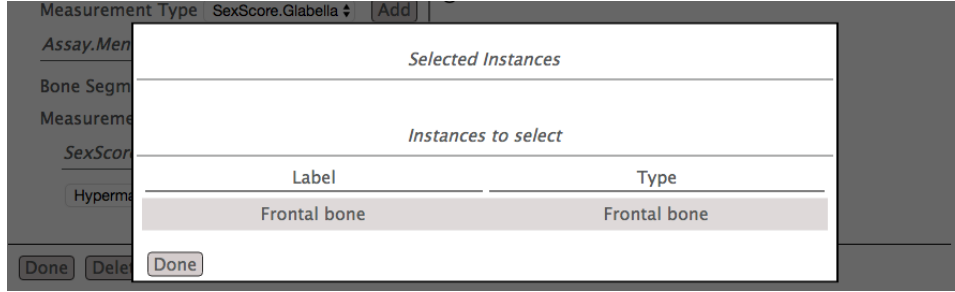 Measurement Type SexScore.Glabella Add
Assay.Men
Selected Instances
Bone Segm
Measureme
Instances to select
SexScor
Label Type
Hyperma
Frontal bone Frontal bone
Done Delet Done